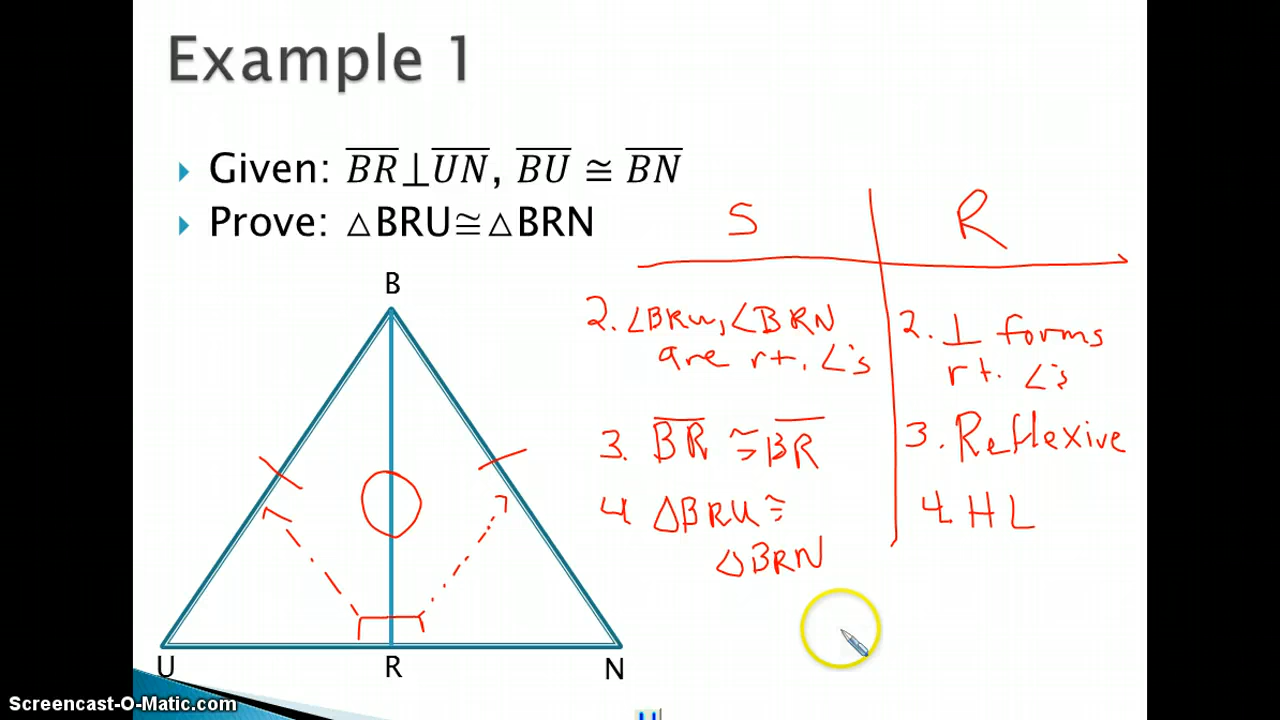 Example 1
Given: BR⊥UN, BU ≅ BN
Prove: △BRU≅△BRN
S
R
2. ∠BRU, ∠BRN
are rt. ∠'s
2. ⊥ forms
rt. ∠'s
3. BR ≅ BR
3. Reflexive
4. △BRU ≅
△BRN
4. HL
B
U
R
N
Screencast-O-Matic.com